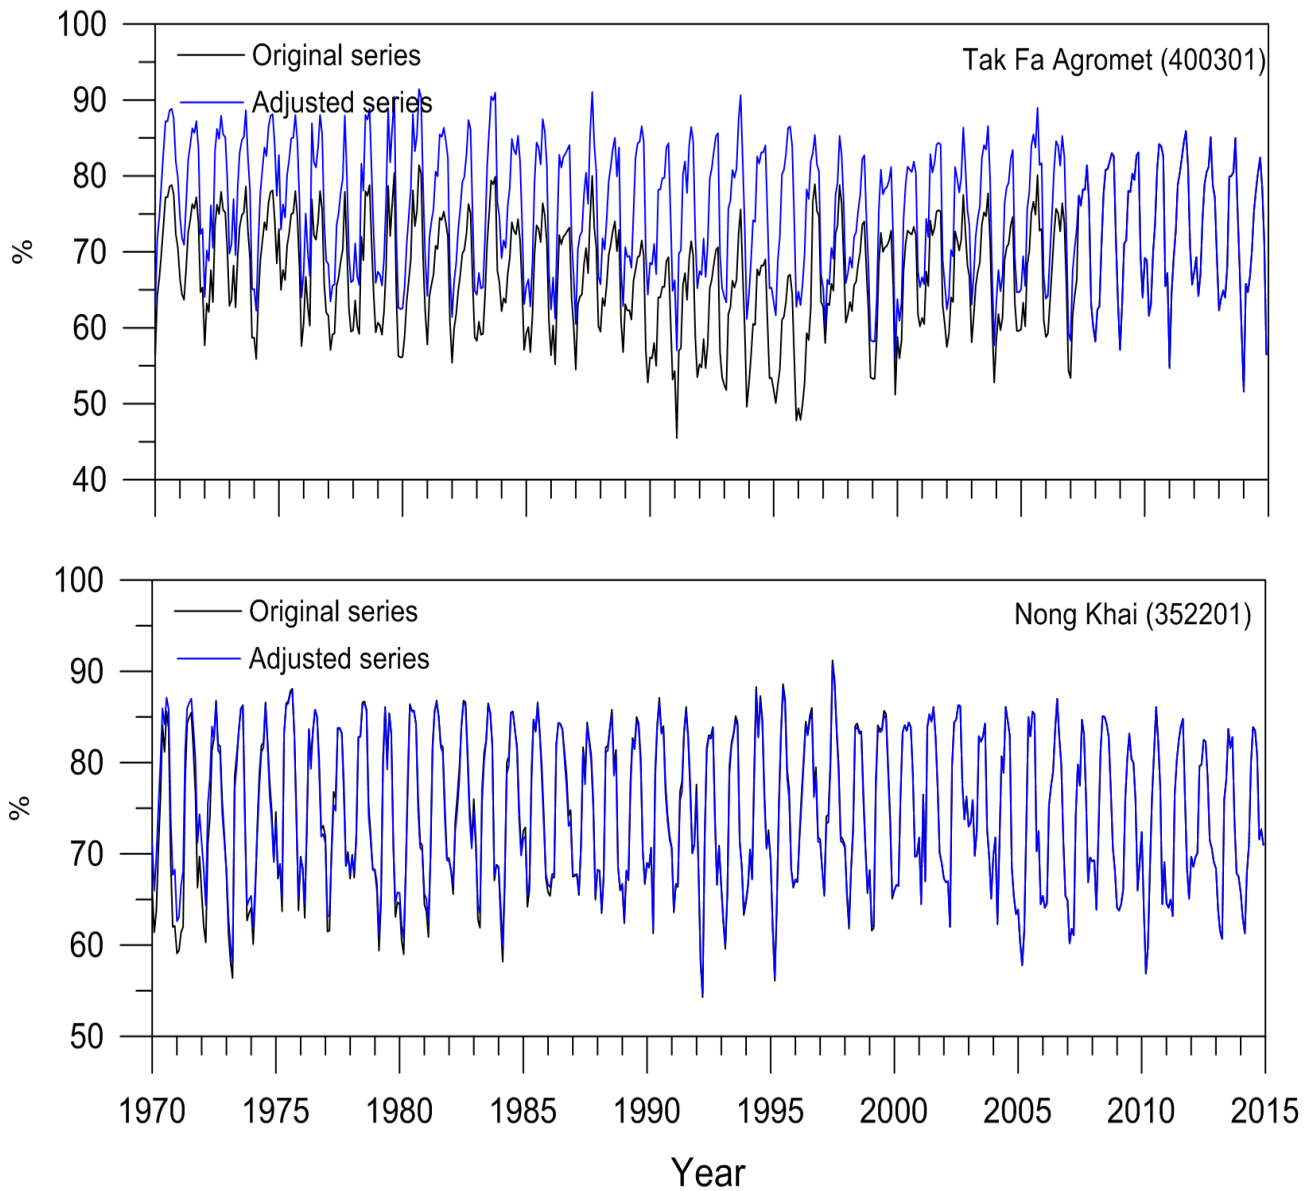 100
Original series
Tak Fa Agromet (400301)
90
Adjusted series
80
70
%
60
50
40
100
Original series
Nong Khai (352201)
90
Adjusted series
80
%
70
60
50
1970 1975 1980 1985 1990 1995 2000 2005 2010 2015
Year